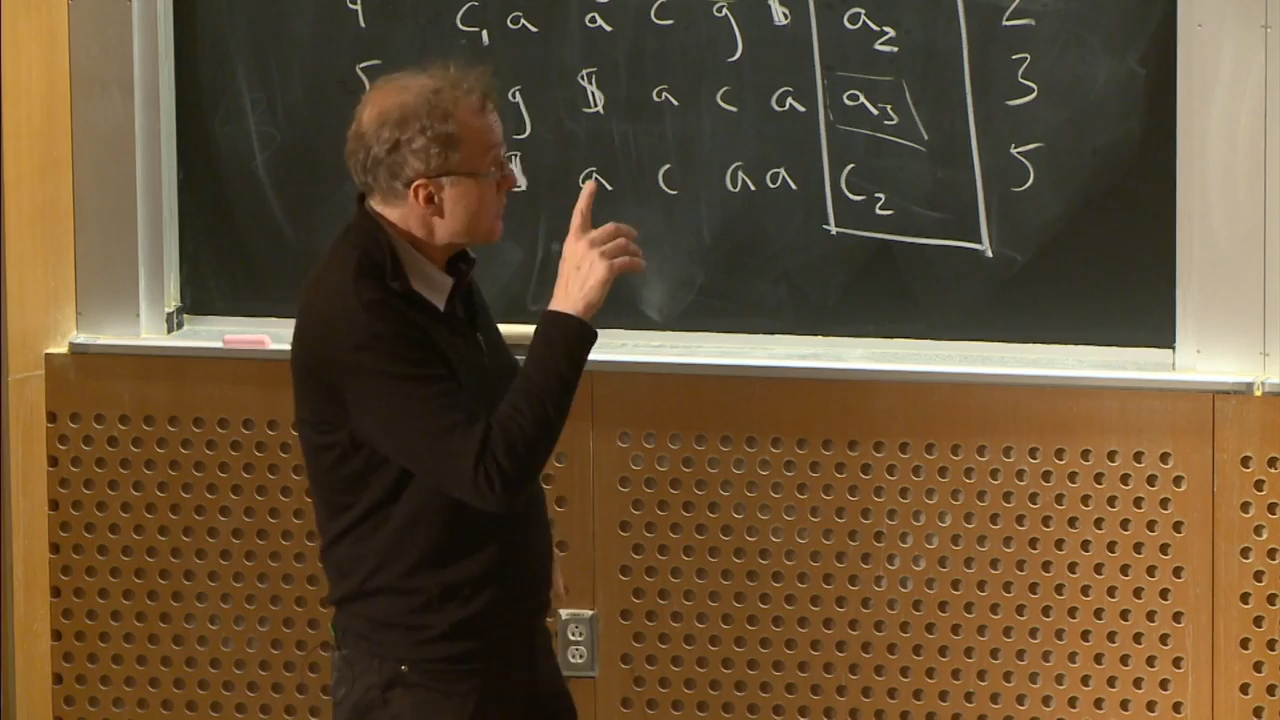 4 c₁ a a c g $ a₂ 2
5 g $ a c a a₃ 3
$ a c a a c₂ 5